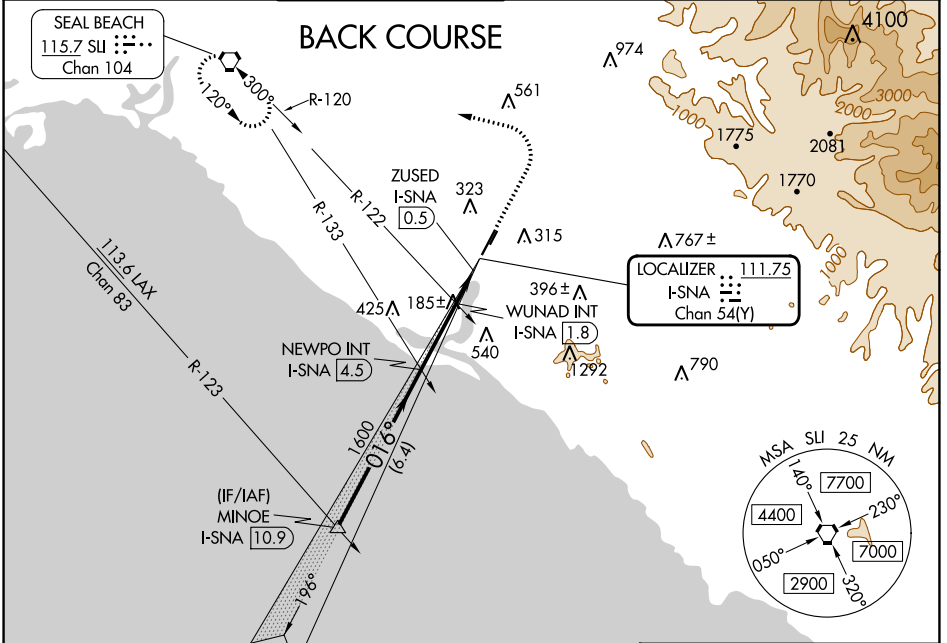 SEAL BEACH
115.7 SLI
Chan 104
BACK COURSE
4100
974
561
3000
2000
1000
1775
2081
1770
300°
120°
R-120
ZUSED
I-SNA
0.5
323
R-122
R-133
315
767 ±
1000
113.6 LAX
Chan 83
LOCALIZER 111.75
I-SNA
Chan 54(Y)
396 ±
185±
425
WUNAD INT
I-SNA 1.8
540
1292
790
NEWPO INT
I-SNA 4.5
R-123
1600
016°
(6.4)
(IF/IAF)
MINOE
I-SNA 10.9
196°
MSA SLI 25 NM
140°
7700
230°
4400
7000
050°
2900
320°